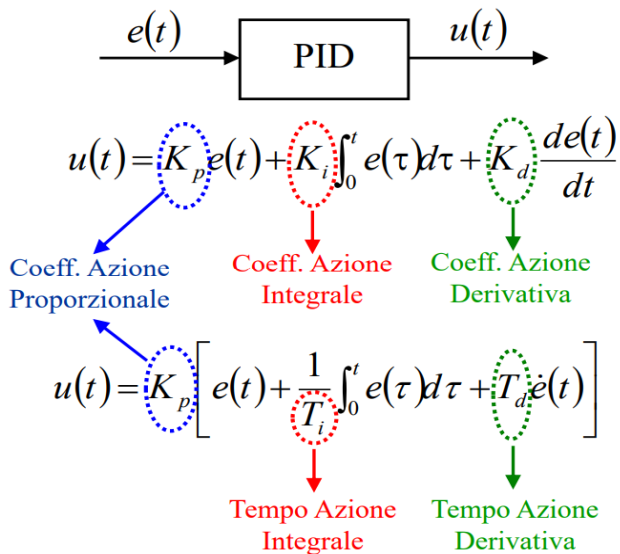 e(t) PID u(t)
u(t) = K_p e(t) + K_i ∫_0^t e(τ)dτ + K_d de(t)/dt
Coeff. Azione Proporzionale
Coeff. Azione Integrale
Coeff. Azione Derivativa
u(t) = K_p [ e(t) + 1/T_i ∫_0^t e(τ)dτ + T_d ė(t) ]
Tempo Azione Integrale
Tempo Azione Derivativa